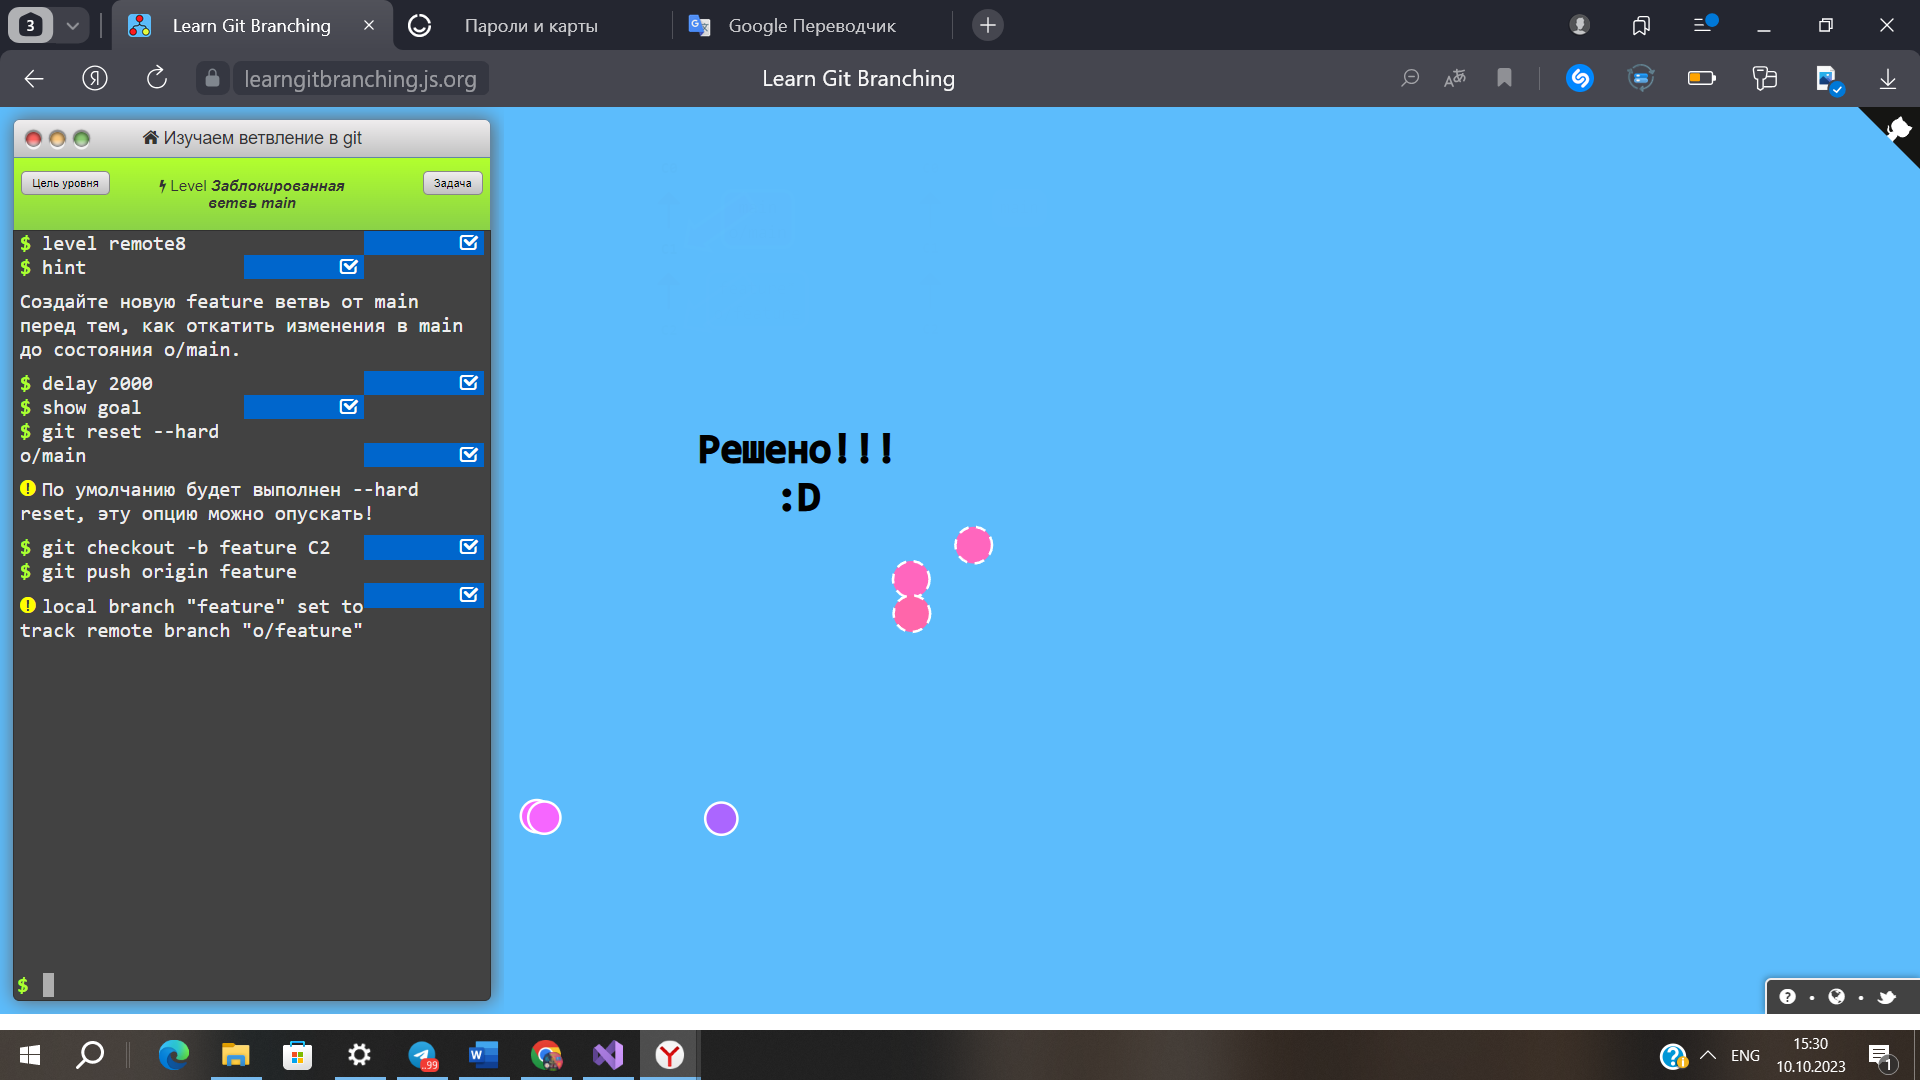 3
Learn Git Branching
Пароли и карты
Google Переводчик
learngitbranching.js.org
Learn Git Branching
Изучаем ветвление в git
Цель уровня
Level Заблокированная
ветвь main
Задача
$ level remote8
$ hint
Создайте новую feature ветвь от main
перед тем, как откатить изменения в main
до состояния o/main.
$ delay 2000
$ show goal
$ git reset --hard
o/main
По умолчанию будет выполнен --hard
reset, эту опцию можно опускать!
$ git checkout -b feature C2
$ git push origin feature
local branch "feature" set to
track remote branch "o/feature"
$
Решено!!!
:D
..99
ENG
15:30
10.10.2023
1